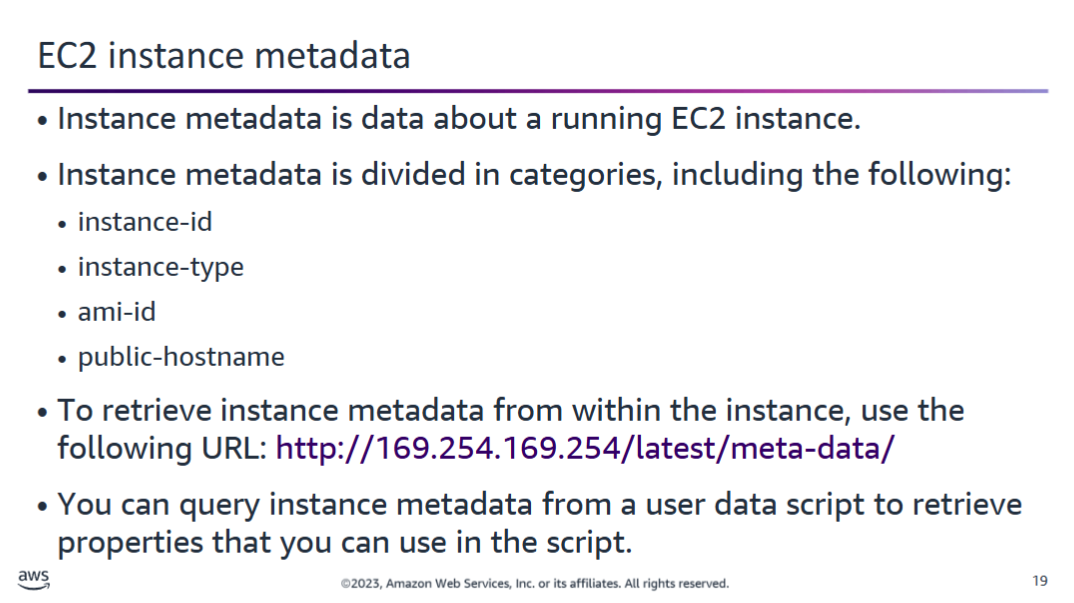 EC2 instance metadata
• Instance metadata is data about a running EC2 instance.
• Instance metadata is divided in categories, including the following:
• instance-id
• instance-type
• ami-id
• public-hostname
• To retrieve instance metadata from within the instance, use the
following URL: http://169.254.169.254/latest/meta-data/
• You can query instance metadata from a user data script to retrieve
properties that you can use in the script.
aws
©2023, Amazon Web Services, Inc. or its affiliates. All rights reserved.
19